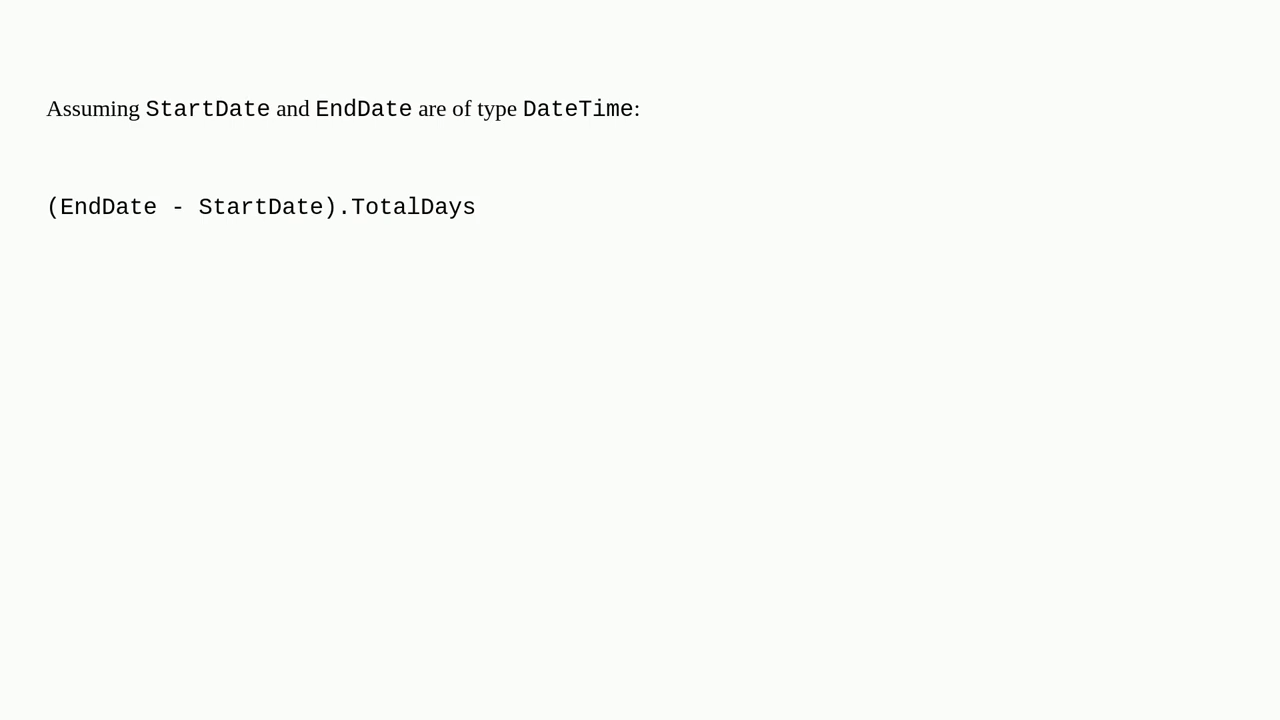 Assuming StartDate and EndDate are of type DateTime:
(EndDate - StartDate).TotalDays